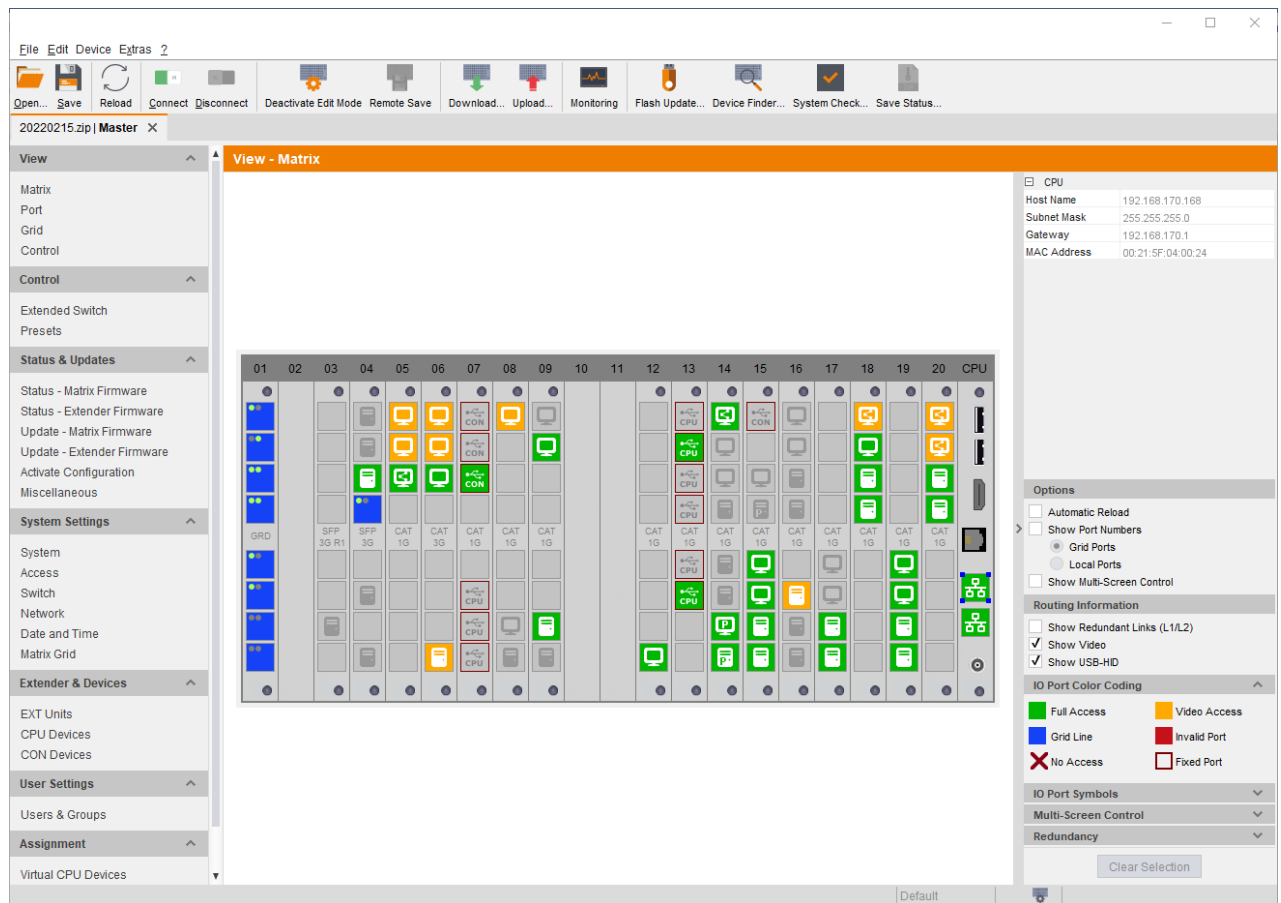 File Edit Device Extras ?
Open... Save Reload Connect Disconnect Deactivate Edit Mode Remote Save Download... Upload... Monitoring Flash Update... Device Finder... System Check... Save Status...
20220215.zip | Master
View
Matrix
Port
Grid
Control
Control
Extended Switch
Presets
Status & Updates
Status - Matrix Firmware
Status - Extender Firmware
Update - Matrix Firmware
Update - Extender Firmware
Activate Configuration
Miscellaneous
System Settings
System
Access
Switch
Network
Date and Time
Matrix Grid
Extender & Devices
EXT Units
CPU Devices
CON Devices
User Settings
Users & Groups
Assignment
Virtual CPU Devices
View - Matrix
01 02 03 04 05 06 07 08 09 10 11 12 13 14 15 16 17 18 19 20 CPU
CON CPU CON
CON CPU
CON CPU
CPU P
GRD SFP 3G R1 SFP 3G CAT 1G CAT 3G CAT 1G CAT 1G CAT 1G CAT 1G CAT 1G CAT 1G CAT 1G CAT 1G CAT 1G CAT 1G CAT 1G CAT 1G
CPU
CPU CPU
CPU P
CPU P
CPU
Host Name 192.168.170.168
Subnet Mask 255.255.255.0
Gateway 192.168.170.1
MAC Address 00:21:5F:04:00:24
Options
Automatic Reload
Show Port Numbers
Grid Ports
Local Ports
Show Multi-Screen Control
Routing Information
Show Redundant Links (L1/L2)
Show Video
Show USB-HID
IO Port Color Coding
Full Access Video Access
Grid Line Invalid Port
No Access Fixed Port
IO Port Symbols
Multi-Screen Control
Redundancy
Clear Selection
Default